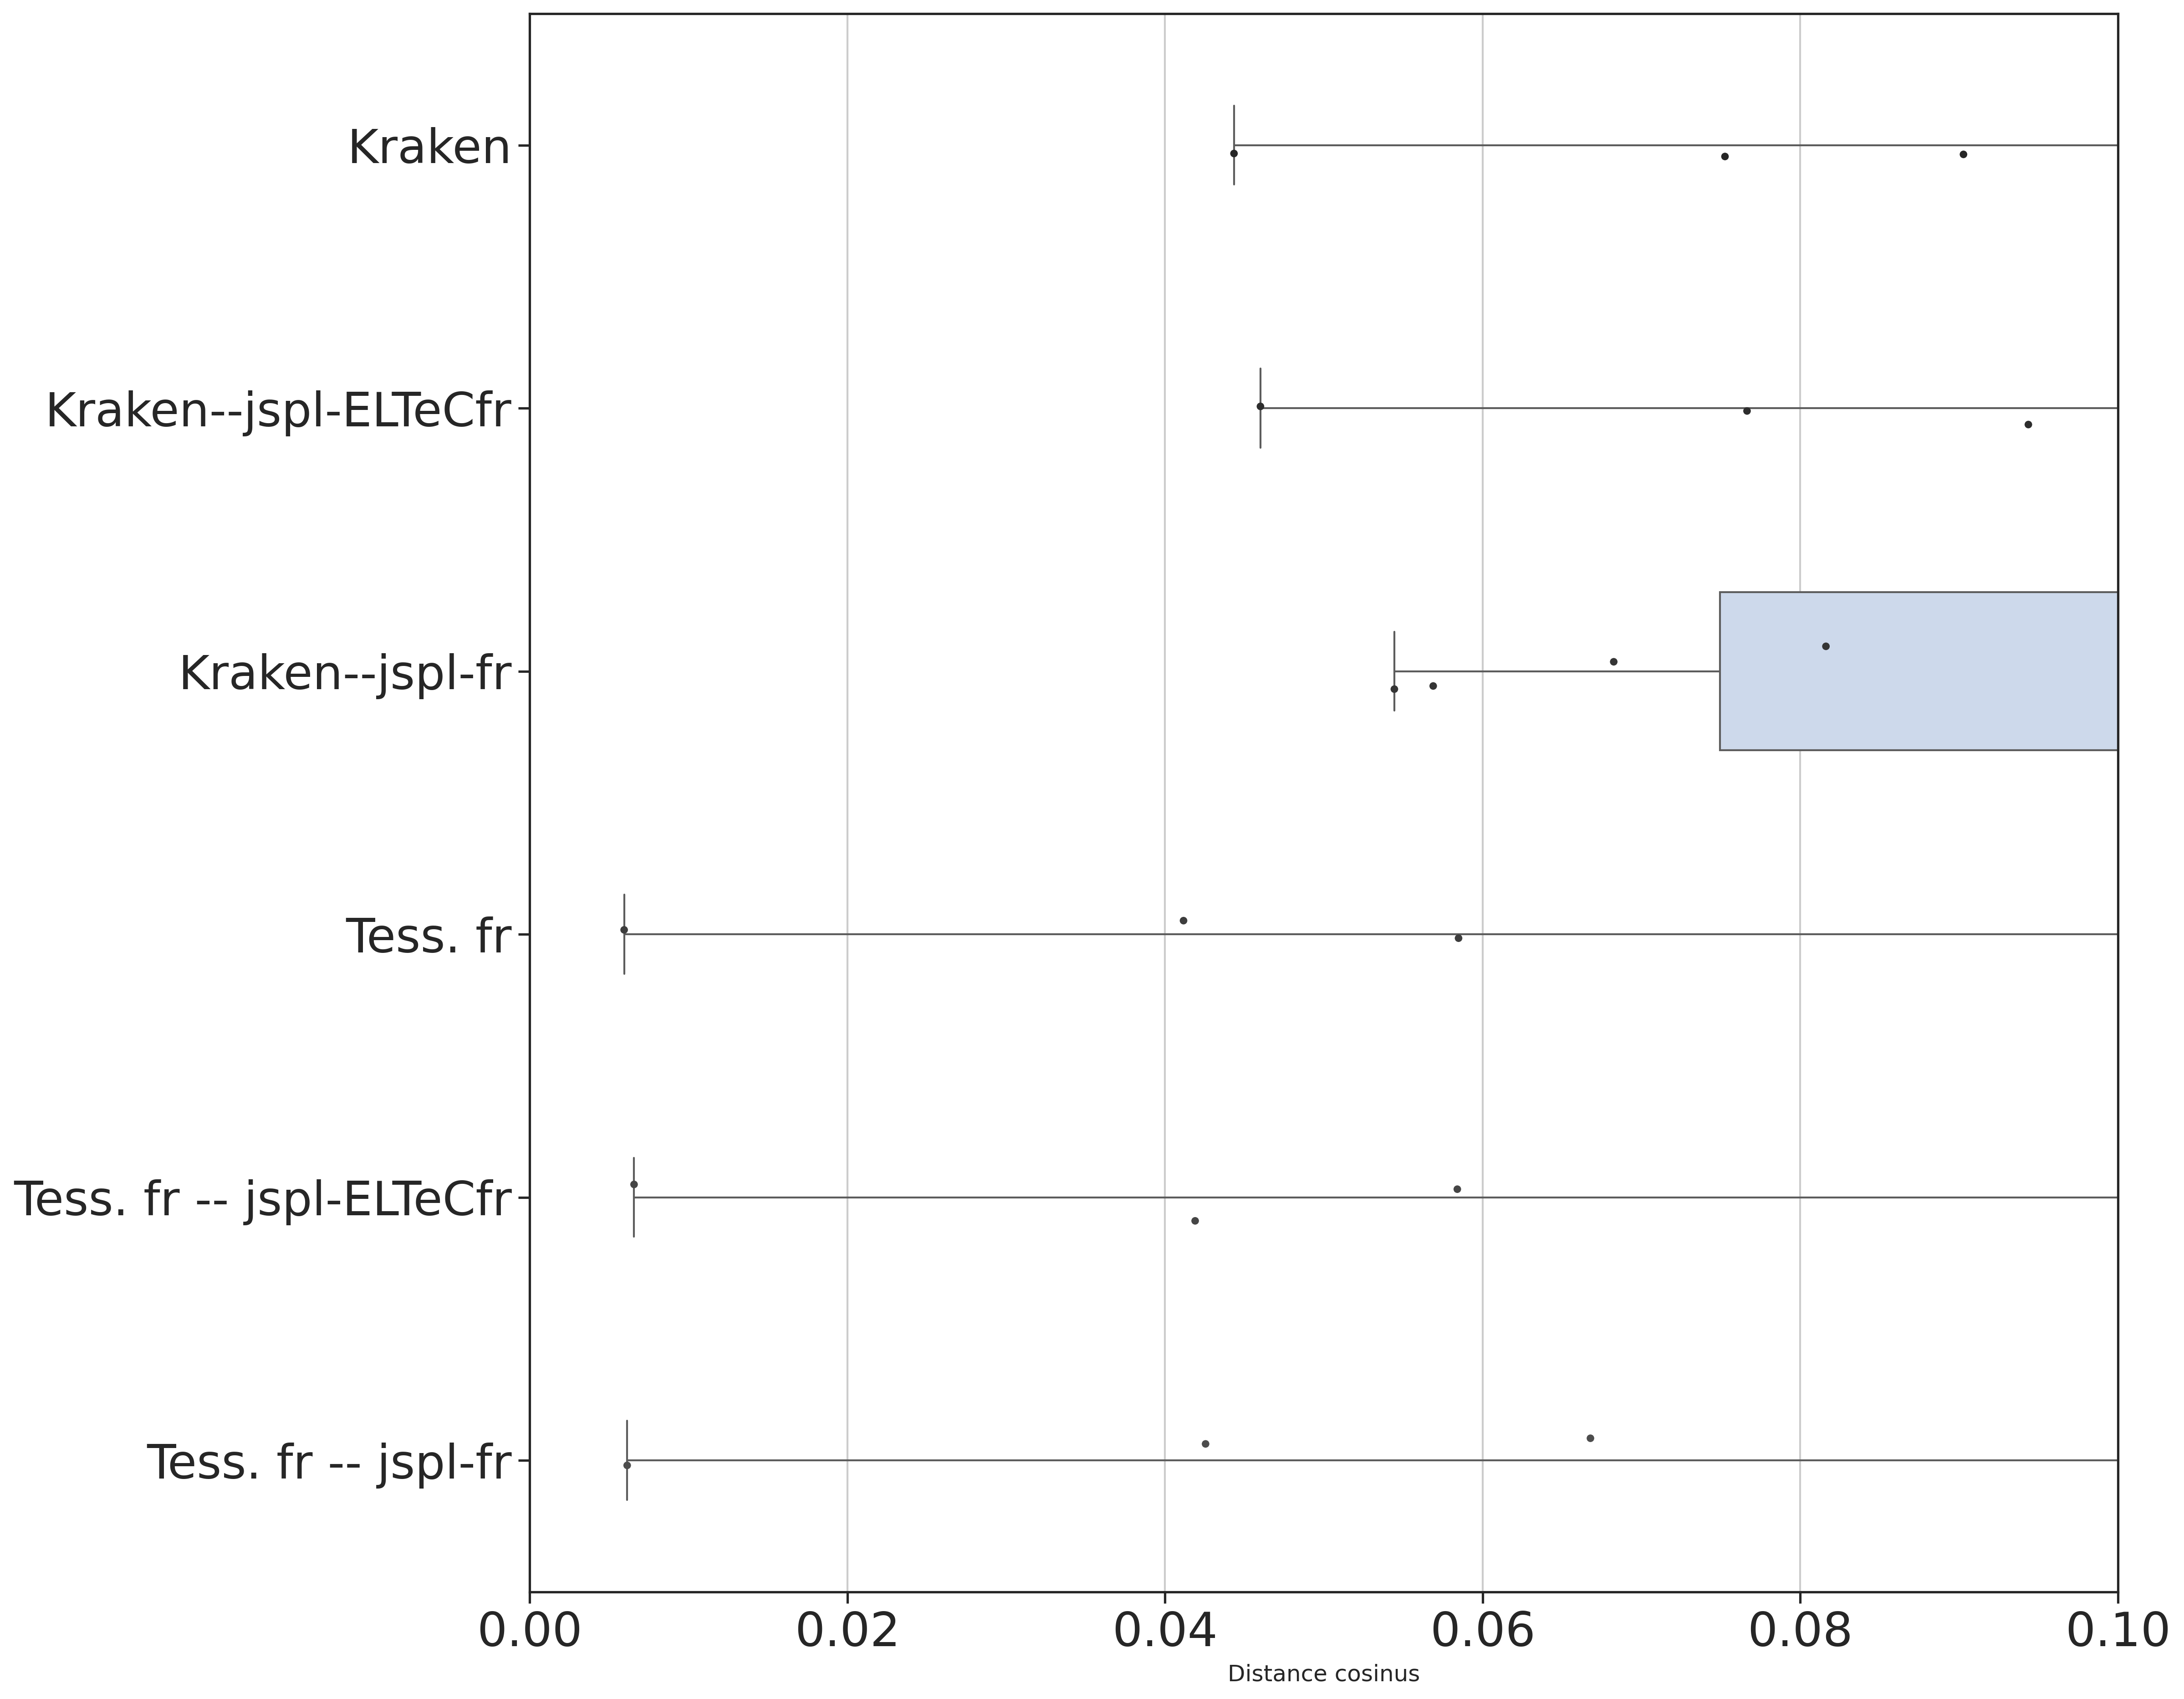 Kraken
Kraken--jspl-ELTeCfr
Kraken--jspl-fr
Tess. fr
Tess. fr -- jspl-ELTeCfr
Tess. fr -- jspl-fr
0.00 0.02 0.04 0.06 0.08 0.10
Distance cosinus